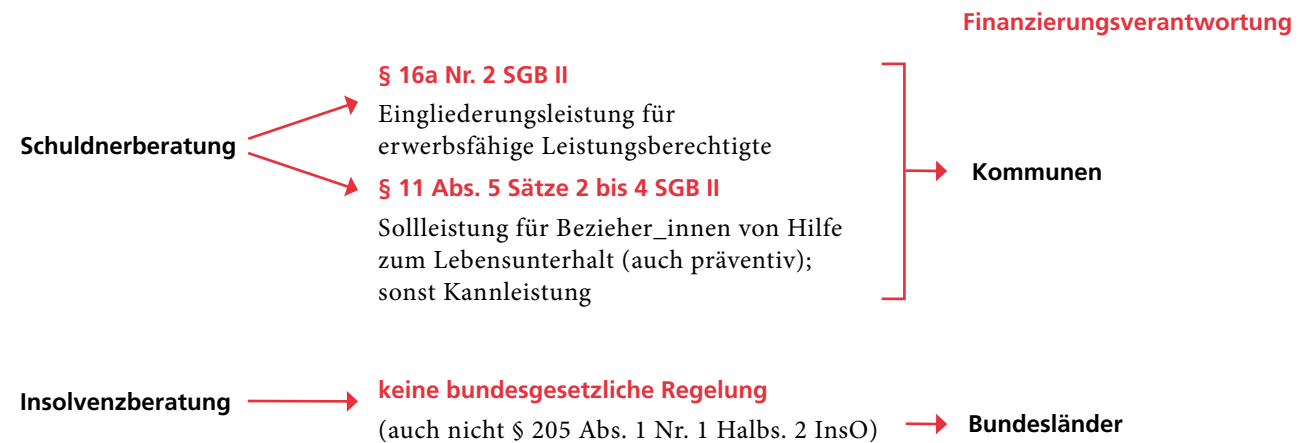 Finanzierungsverantwortung
§ 16a Nr. 2 SGB II
Eingliederungsleistung für
erwerbsfähige Leistungsberechtigte
Schuldnerberatung
§ 11 Abs. 5 Sätze 2 bis 4 SGB II
Sollleistung für Bezieher_innen von Hilfe
zum Lebensunterhalt (auch präventiv);
sonst Kannleistung
Kommunen
Insolvenzberatung
keine bundesgesetzliche Regelung
(auch nicht § 205 Abs. 1 Nr. 1 Halbs. 2 InsO)
Bundesländer